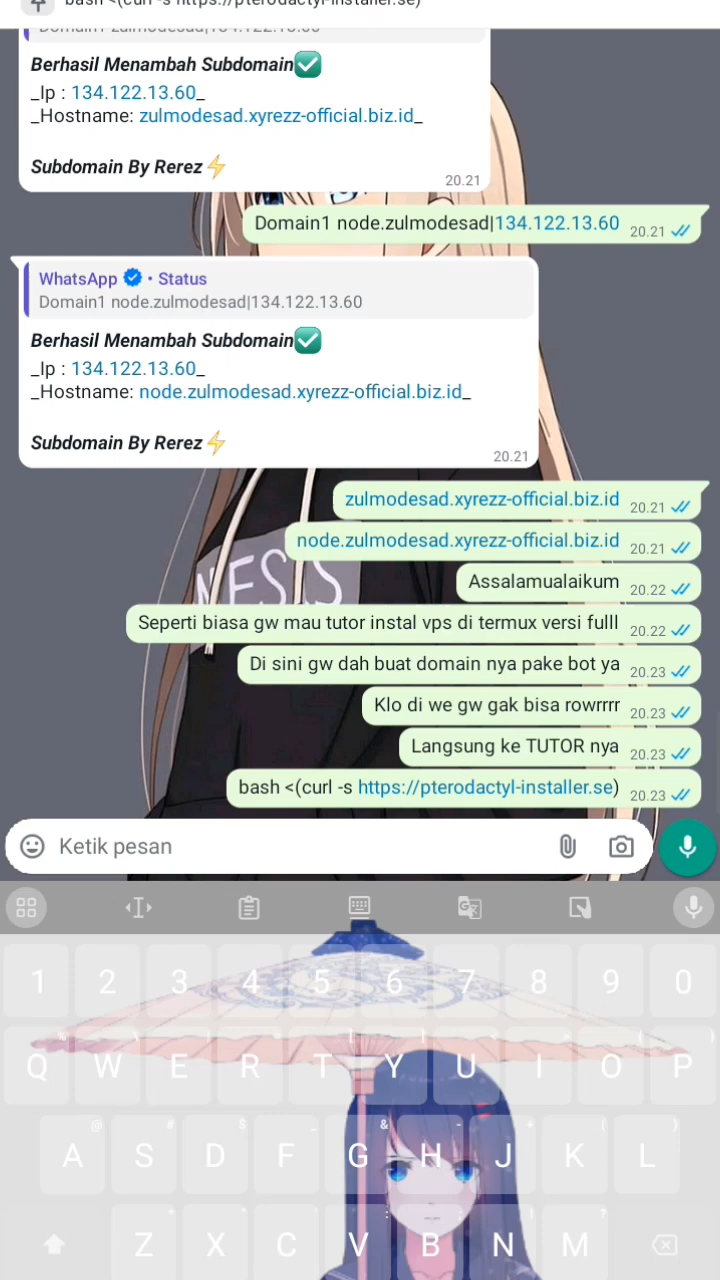 bash <(curl -s https://pterodactyl-installer.se)
Domain1 zulmodesad|134.122.13.60
Berhasil Menambah Subdomain✅
_Ip : 134.122.13.60_
_Hostname: zulmodesad.xyrezz-official.biz.id_
Subdomain By Rerez⚡
20.21
Domain1 node.zulmodesad|134.122.13.60 20.21
WhatsApp • Status
Domain1 node.zulmodesad|134.122.13.60
Berhasil Menambah Subdomain✅
_Ip : 134.122.13.60_
_Hostname: node.zulmodesad.xyrezz-official.biz.id_
Subdomain By Rerez⚡
20.21
zulmodesad.xyrezz-official.biz.id 20.21
node.zulmodesad.xyrezz-official.biz.id 20.21
Assalamualaikum 20.22
Seperti biasa gw mau tutor instal vps di termux versi fulll 20.22
Di sini gw dah buat domain nya pake bot ya 20.23
Klo di we gw gak bisa rowrrrr 20.23
Langsung ke TUTOR nya 20.23
bash <(curl -s https://pterodactyl-installer.se) 20.23
Ketik pesan
1 2 3 4 5 6 7 8 9 0
Q W E R T Y U I O P
A S D F G H J K L
Z X C V B N M